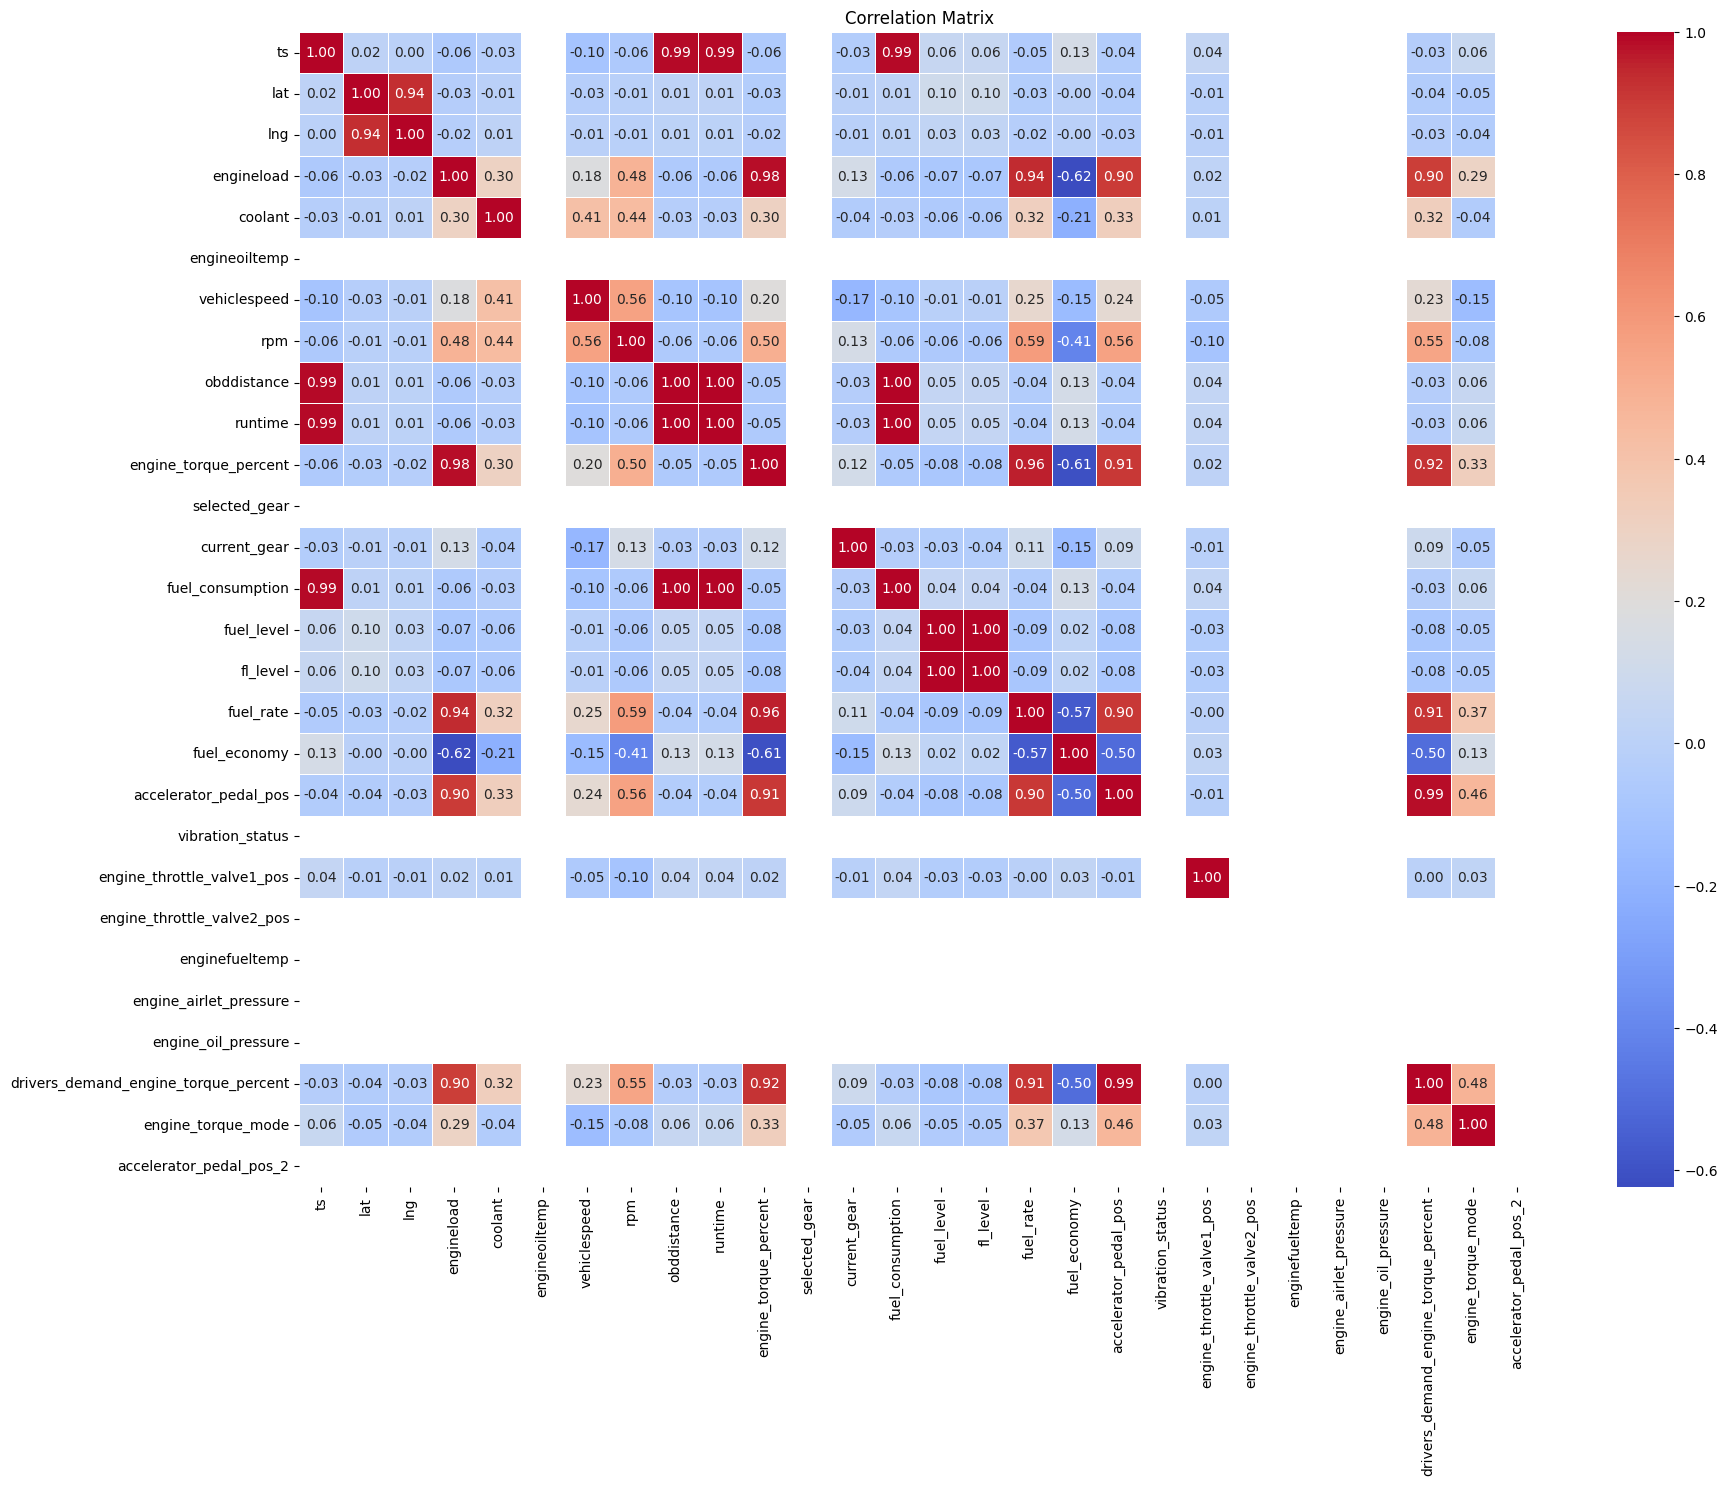 Correlation Matrix
ts 1.00 0.02 0.00 -0.06 -0.03 -0.10 -0.06 0.99 0.99 -0.06 -0.03 0.99 0.06 0.06 -0.05 0.13 -0.04 0.04 -0.03 0.06
lat 0.02 1.00 0.94 -0.03 -0.01 -0.03 -0.01 0.01 0.01 -0.03 -0.01 0.01 0.10 0.10 -0.03 -0.00 -0.04 -0.01 -0.04 -0.05
lng 0.00 0.94 1.00 -0.02 0.01 -0.01 -0.01 0.01 0.01 -0.02 -0.01 0.01 0.03 0.03 -0.02 -0.00 -0.03 -0.01 -0.03 -0.04
engineload -0.06 -0.03 -0.02 1.00 0.30 0.18 0.48 -0.06 -0.06 0.98 0.13 -0.06 -0.07 -0.07 0.94 -0.62 0.90 0.02 0.90 0.29
coolant -0.03 -0.01 0.01 0.30 1.00 0.41 0.44 -0.03 -0.03 0.30 -0.04 -0.03 -0.06 -0.06 0.32 -0.21 0.33 0.01 0.32 -0.04
engineoiltemp
vehiclespeed -0.10 -0.03 -0.01 0.18 0.41 1.00 0.56 -0.10 -0.10 0.20 -0.17 -0.10 -0.01 -0.01 0.25 -0.15 0.24 -0.05 0.23 -0.15
rpm -0.06 -0.01 -0.01 0.48 0.44 0.56 1.00 -0.06 -0.06 0.50 0.13 -0.06 -0.06 -0.06 0.59 -0.41 0.56 -0.10 0.55 -0.08
obddistance 0.99 0.01 0.01 -0.06 -0.03 -0.10 -0.06 1.00 1.00 -0.05 -0.03 1.00 0.05 0.05 -0.04 0.13 -0.04 0.04 -0.03 0.06
runtime 0.99 0.01 0.01 -0.06 -0.03 -0.10 -0.06 1.00 1.00 -0.05 -0.03 1.00 0.05 0.05 -0.04 0.13 -0.04 0.04 -0.03 0.06
engine_torque_percent -0.06 -0.03 -0.02 0.98 0.30 0.20 0.50 -0.05 -0.05 1.00 0.12 -0.05 -0.08 -0.08 0.96 -0.61 0.91 0.02 0.92 0.33
selected_gear
current_gear -0.03 -0.01 -0.01 0.13 -0.04 -0.17 0.13 -0.03 -0.03 0.12 1.00 -0.03 -0.03 -0.04 0.11 -0.15 0.09 -0.01 0.09 -0.05
fuel_consumption 0.99 0.01 0.01 -0.06 -0.03 -0.10 -0.06 1.00 1.00 -0.05 -0.03 1.00 0.04 0.04 -0.04 0.13 -0.04 0.04 -0.03 0.06
fuel_level 0.06 0.10 0.03 -0.07 -0.06 -0.01 -0.06 0.05 0.05 -0.08 -0.03 0.04 1.00 1.00 -0.09 0.02 -0.08 -0.03 -0.08 -0.05
fl_level 0.06 0.10 0.03 -0.07 -0.06 -0.01 -0.06 0.05 0.05 -0.08 -0.04 0.04 1.00 1.00 -0.09 0.02 -0.08 -0.03 -0.08 -0.05
fuel_rate -0.05 -0.03 -0.02 0.94 0.32 0.25 0.59 -0.04 -0.04 0.96 0.11 -0.04 -0.09 -0.09 1.00 -0.57 0.90 -0.00 0.91 0.37
fuel_economy 0.13 -0.00 -0.00 -0.62 -0.21 -0.15 -0.41 0.13 0.13 -0.61 -0.15 0.13 0.02 0.02 -0.57 1.00 -0.50 0.03 -0.50 0.13
accelerator_pedal_pos -0.04 -0.04 -0.03 0.90 0.33 0.24 0.56 -0.04 -0.04 0.91 0.09 -0.04 -0.08 -0.08 0.90 -0.50 1.00 -0.01 0.99 0.46
vibration_status
engine_throttle_valve1_pos 0.04 -0.01 -0.01 0.02 0.01 -0.05 -0.10 0.04 0.04 0.02 -0.01 0.04 -0.03 -0.03 -0.00 0.03 -0.01 1.00 0.00 0.03
engine_throttle_valve2_pos
enginefueltemp
engine_airlet_pressure
engine_oil_pressure
drivers_demand_engine_torque_percent -0.03 -0.04 -0.03 0.90 0.32 0.23 0.55 -0.03 -0.03 0.92 0.09 -0.03 -0.08 -0.08 0.91 -0.50 0.99 0.00 1.00 0.48
engine_torque_mode 0.06 -0.05 -0.04 0.29 -0.04 -0.15 -0.08 0.06 0.06 0.33 -0.05 0.06 -0.05 -0.05 0.37 0.13 0.46 0.03 0.48 1.00
accelerator_pedal_pos_2
ts
lat
lng
engineload
coolant
engineoiltemp
vehiclespeed
rpm
obddistance
runtime
engine_torque_percent
selected_gear
current_gear
fuel_consumption
fuel_level
fl_level
fuel_rate
fuel_economy
accelerator_pedal_pos
vibration_status
engine_throttle_valve1_pos
engine_throttle_valve2_pos
enginefueltemp
engine_airlet_pressure
engine_oil_pressure
drivers_demand_engine_torque_percent
engine_torque_mode
accelerator_pedal_pos_2
1.0
0.8
0.6
0.4
0.2
0.0
−0.2
−0.4
−0.6